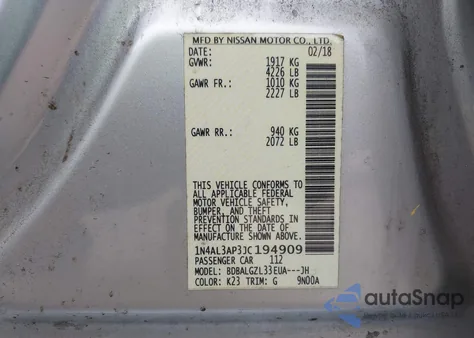 MFD BY NISSAN MOTOR CO., LTD.
DATE: 02/18
GVWR: 1917 KG
4226 LB
GAWR FR.: 1010 KG
2227 LB
GAWR RR.: 940 KG
2072 LB
THIS VEHICLE CONFORMS TO
ALL APPLICABLE FEDERAL
MOTOR VEHICLE SAFETY,
BUMPER, AND THEFT
PREVENTION STANDARDS IN
EFFECT ON THE DATE OF
MANUFACTURE SHOWN ABOVE.
1N4AL3AP3JC194909
PASSENGER CAR 112
MODEL: BDBALGZL33EUA---JH
COLOR: K23 TRIM: G 9N00A
autoSnap